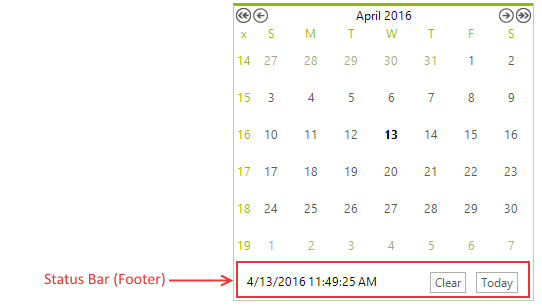 April 2016
x S M T W T F S
14 27 28 29 30 31 1 2
15 3 4 5 6 7 8 9
16 10 11 12 13 14 15 16
17 17 18 19 20 21 22 23
18 24 25 26 27 28 29 30
19 1 2 3 4 5 6 7
Status Bar (Footer)
4/13/2016 11:49:25 AM Clear Today